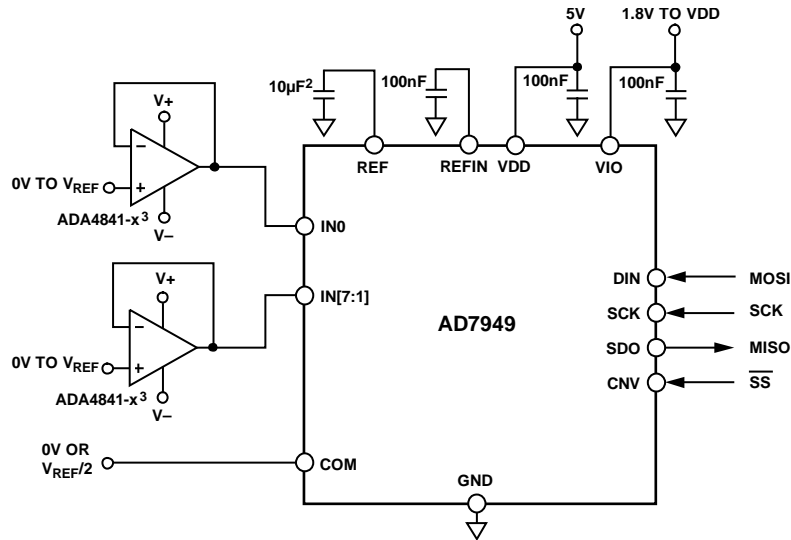 5V
1.8V TO VDD
10µF2
100nF
100nF
100nF
V+
REF
REFIN
VDD
VIO
−
+
0V TO VREF
ADA4841-x3
V−
IN0
V+
IN[7:1]
DIN
MOSI
AD7949
SCK
SCK
−
+
0V TO VREF
SDO
MISO
ADA4841-x3
V−
CNV
SS
0V OR
VREF/2
COM
GND